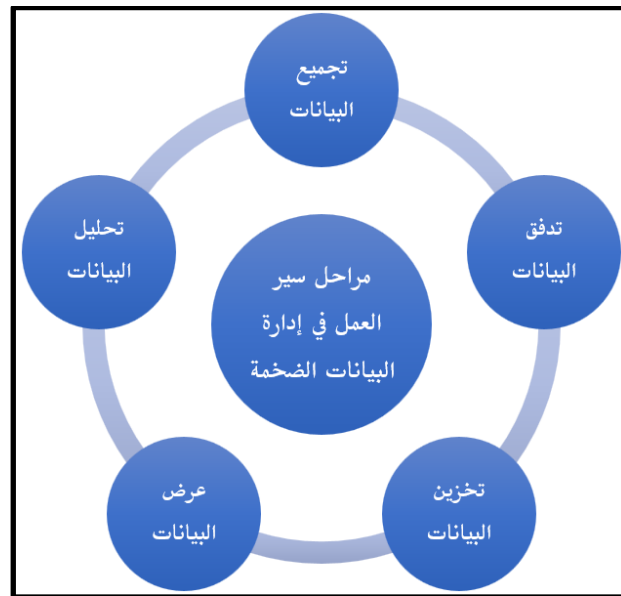 تجميع
البيانات
تدفق
البيانات
تخزين
البيانات
عرض
البيانات
تحليل
البيانات
مراحل سير
العمل في إدارة
البيانات الضخمة